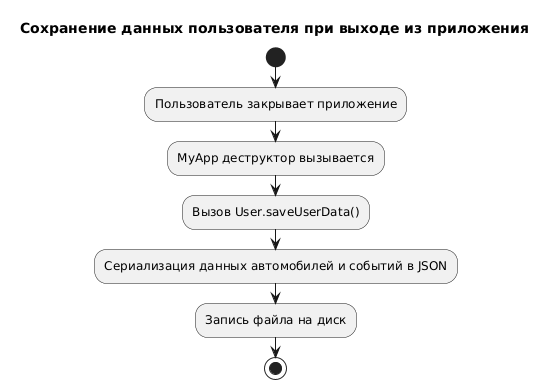 Сохранение данных пользователя при выходе из приложения
Пользователь закрывает приложение
MyApp деструктор вызывается
Вызов User.saveUserData()
Сериализация данных автомобилей и событий в JSON
Запись файла на диск